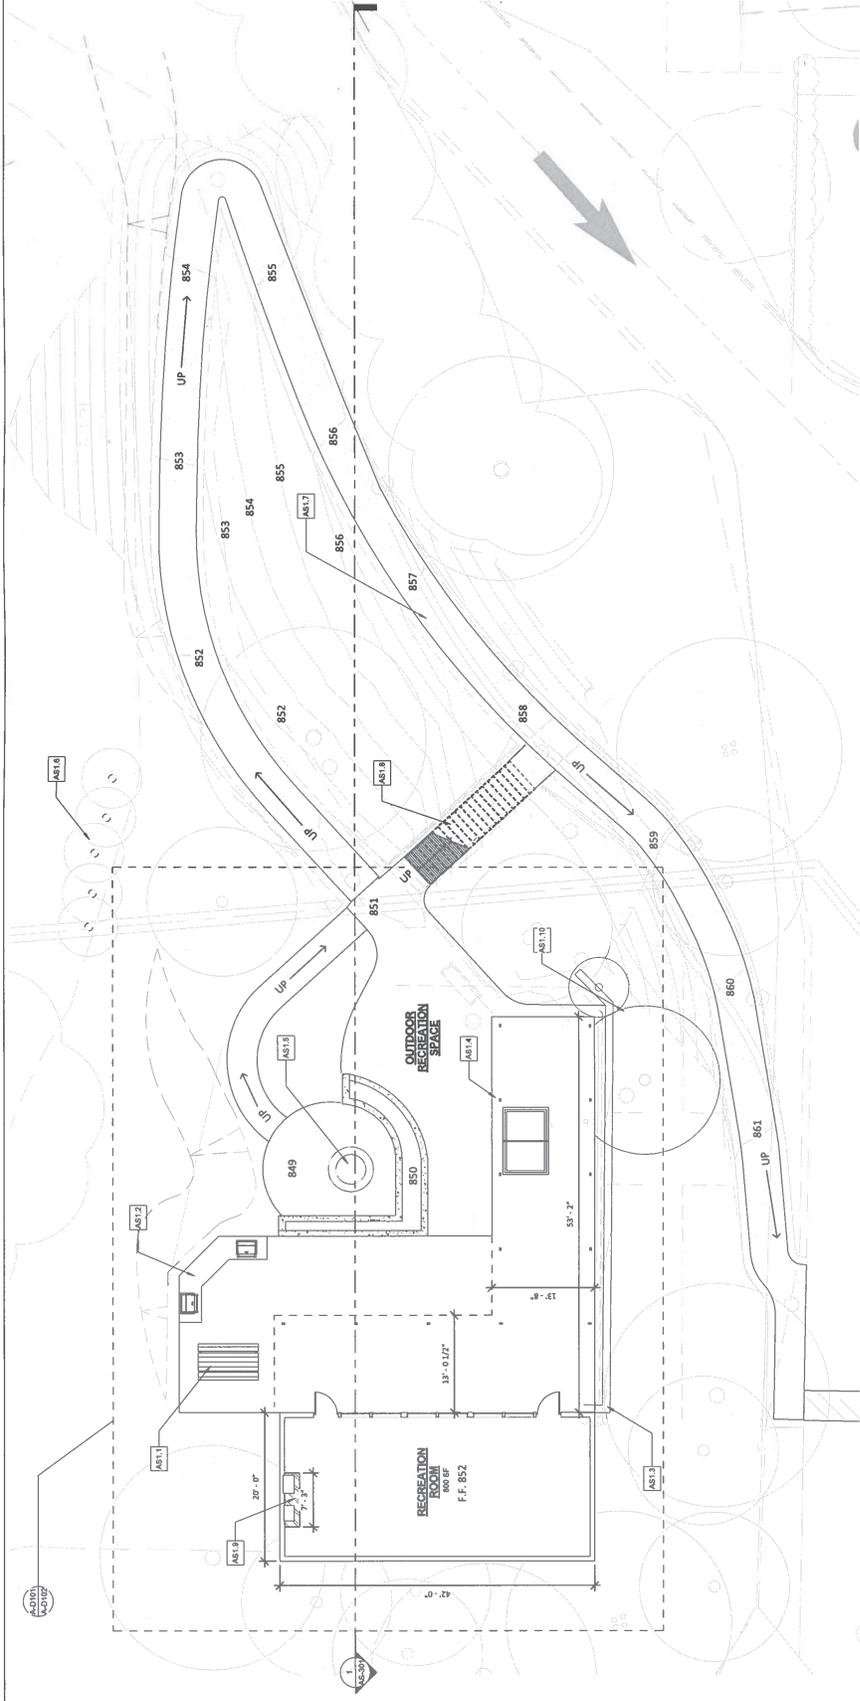 854
UP
855
853
856
855
854
AS1.7
853
856
857
852
852
858
AS1.6
AS1.8
UP
UP
859
UP
851
AS1.10
UP
860
OUTDOOR
RECREATION
SPACE
AS1.5
AS1.4
UP
861
UP
849
850
AS1.2
53' - 2"
13' - 8"
13' - 0 1/2"
AS1.1
20' - 0"
RECREATION
ROOM
800 SF
F.F. 852
7' - 3"
AS1.3
AS1.9
42' - 0"
A-D101
A-D102
1
AS-301